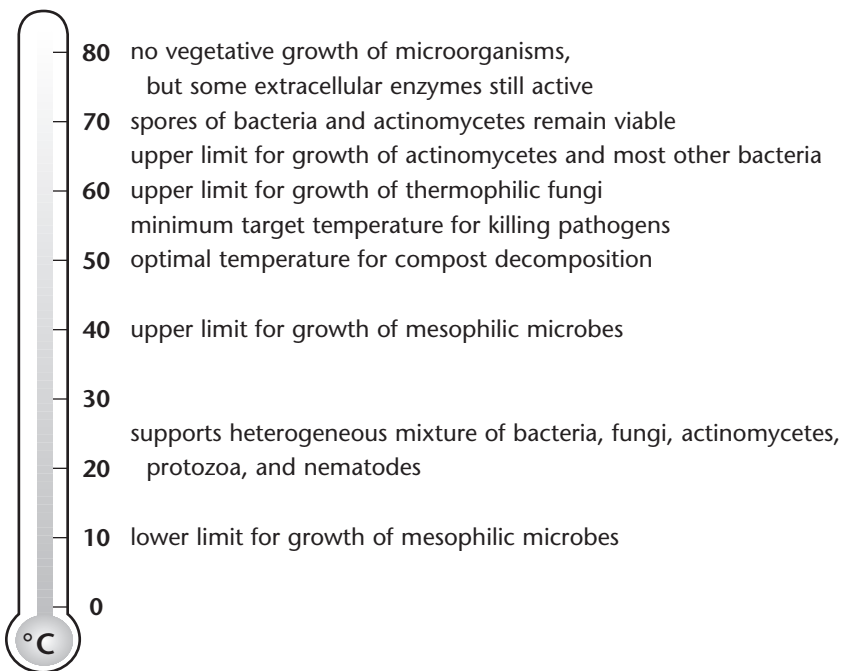 80 no vegetative growth of microorganisms,
but some extracellular enzymes still active
70 spores of bacteria and actinomycetes remain viable
upper limit for growth of actinomycetes and most other bacteria
60 upper limit for growth of thermophilic fungi
minimum target temperature for killing pathogens
50 optimal temperature for compost decomposition
40 upper limit for growth of mesophilic microbes
30
supports heterogeneous mixture of bacteria, fungi, actinomycetes,
20 protozoa, and nematodes
10 lower limit for growth of mesophilic microbes
0
°C